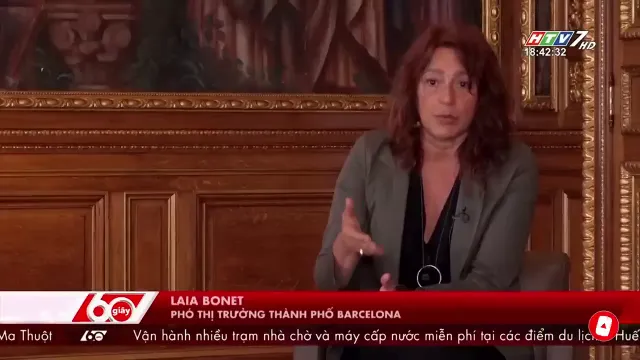 HTV7 HD
18:42:32
LAIA BONET
60 giây
PHÓ THỊ TRƯỞNG THÀNH PHỐ BARCELONA
Ma Thuột 60 Vận hành nhiều trạm nhà chờ và máy cấp nước miễn phí tại các điểm du lịch Huế